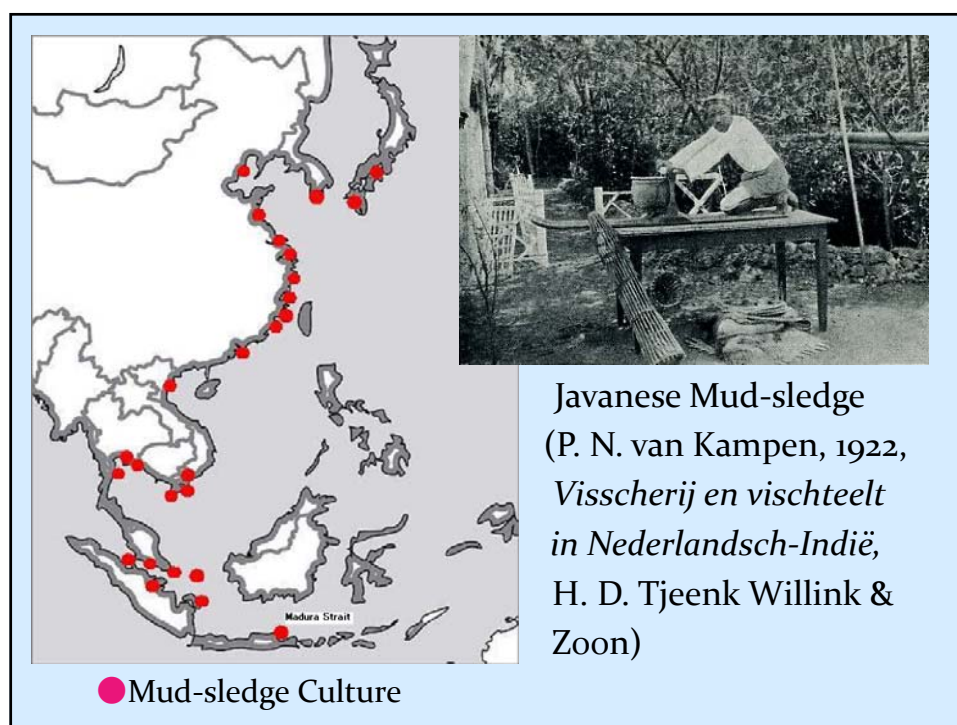 Madura Strait
Javanese Mud-sledge
(P. N. van Kampen, 1922,
Visscherij en vischteelt
in Nederlandsch-Indië,
H. D. Tjeenk Willink &
Zoon)
Mud-sledge Culture